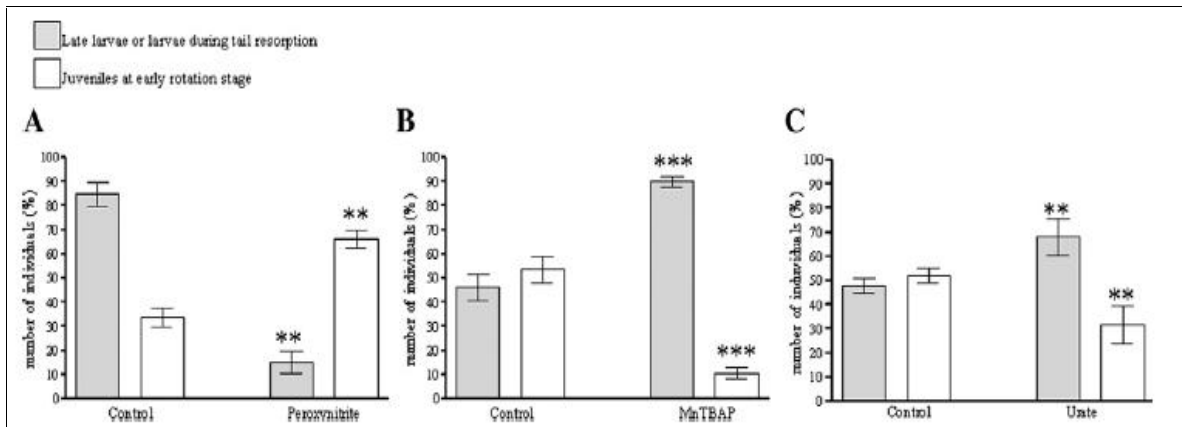 Late larvae or larvae during tail resorption
Juveniles at early rotation stage
A
B
C
number of individuals (%)
100
90
80
70
60
50
40
30
20
10
0
**
**
Control
Peroxynitrite
number of individuals (%)
100
90
80
70
60
50
40
30
20
10
0
***
***
Control
MnTBAP
number of individuals (%)
100
90
80
70
60
50
40
30
20
10
0
**
**
Control
Urate